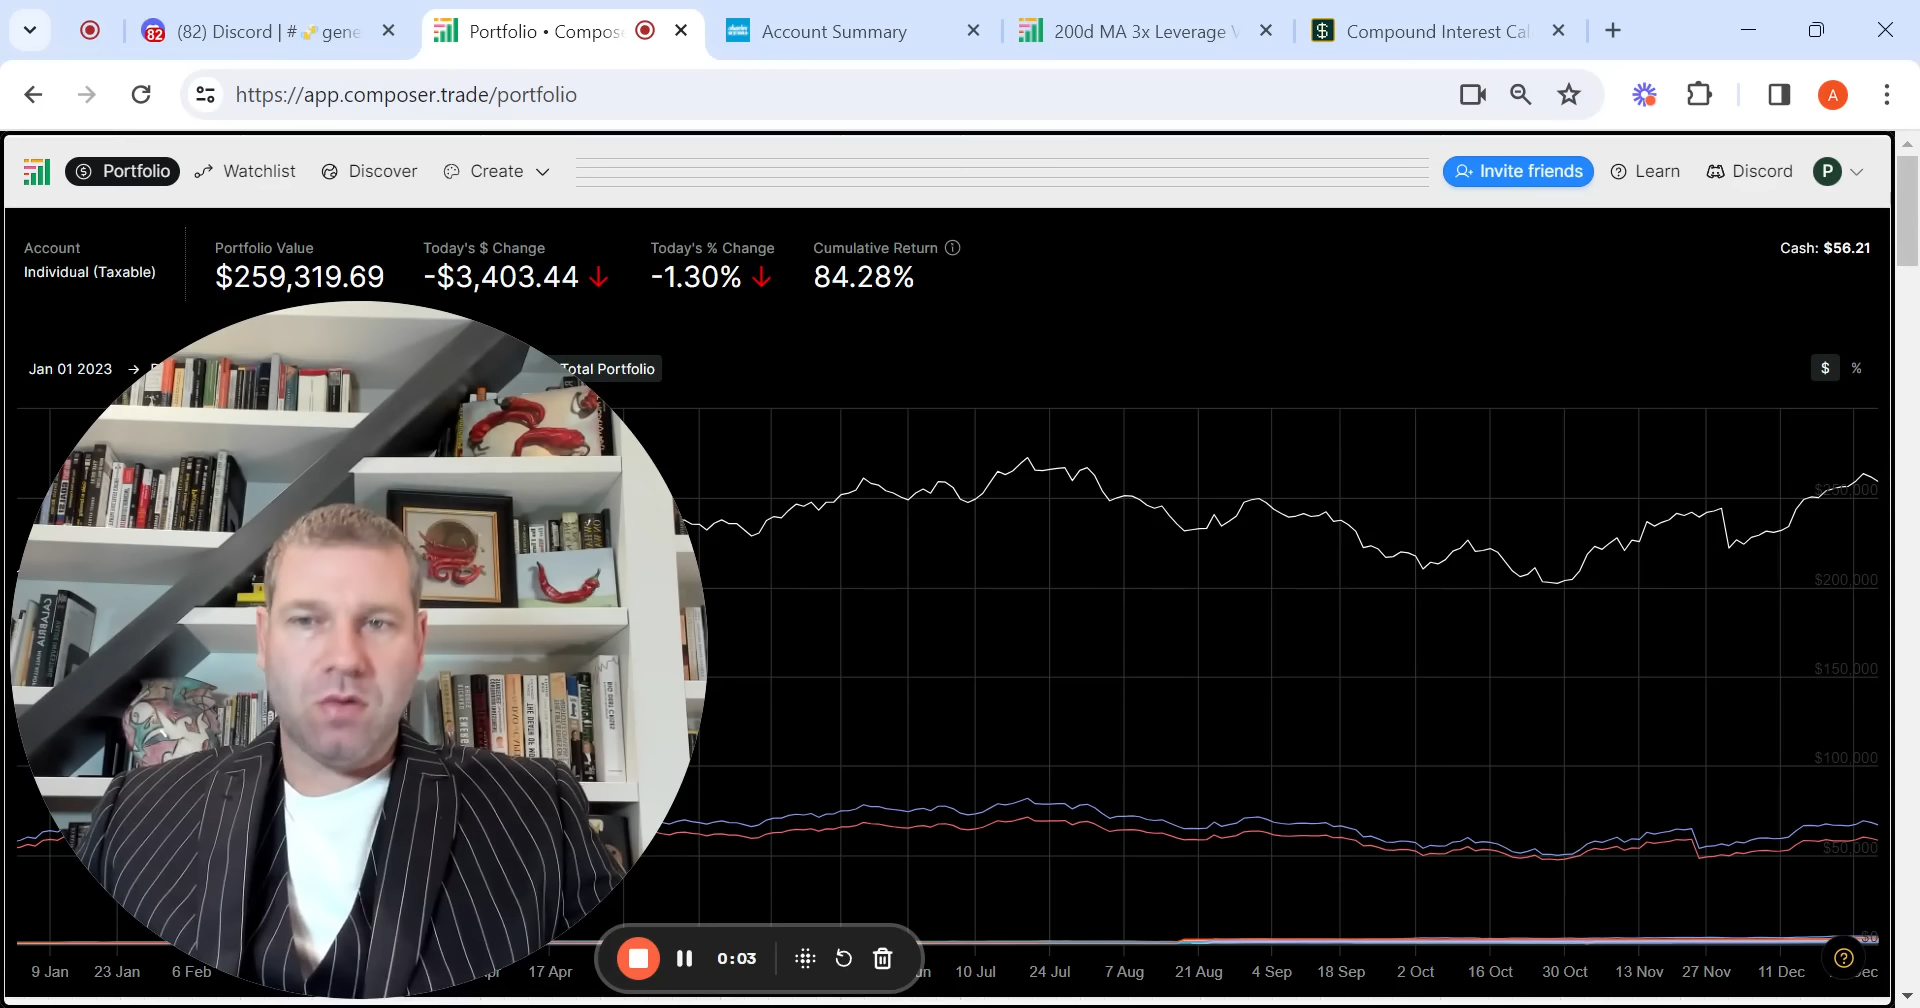 82
(82) Discord | # gene
Portfolio • Compos
Account Summary
200d MA 3x Leverage V
$
Compound Interest Cal
https://app.composer.trade/portfolio
A
Portfolio
Watchlist
Discover
Create
Invite friends
Learn
Discord
P
Account
Individual (Taxable)
Portfolio Value
$259,319.69
Today's $ Change
-$3,403.44
Today's % Change
-1.30%
Cumulative Return
84.28%
Cash: $56.21
Jan 01 2023 →
Total Portfolio
$ %
$250,000
$200,000
$150,000
$100,000
$50,000
$0
0:03
9 Jan 23 Jan 6 Feb 17 Apr 10 Jul 24 Jul 7 Aug 21 Aug 4 Sep 18 Sep 2 Oct 16 Oct 30 Oct 13 Nov 27 Nov 11 Dec